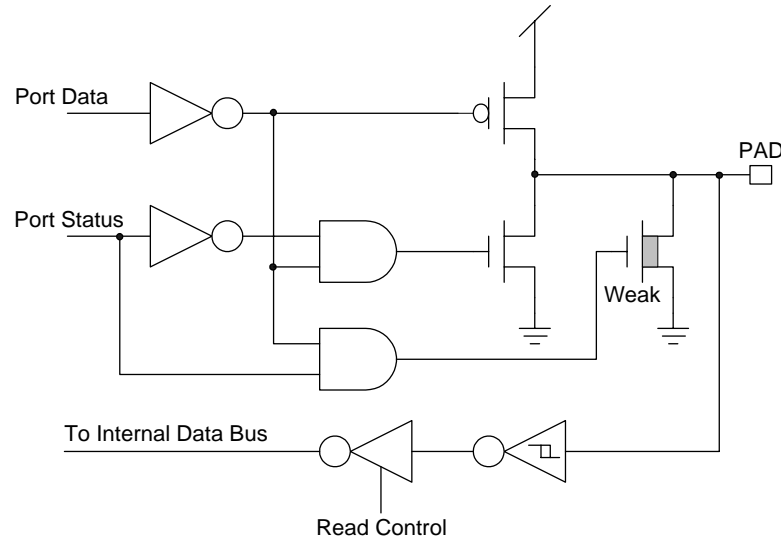 Port Data
PAD
Port Status
Weak
To Internal Data Bus
Read Control